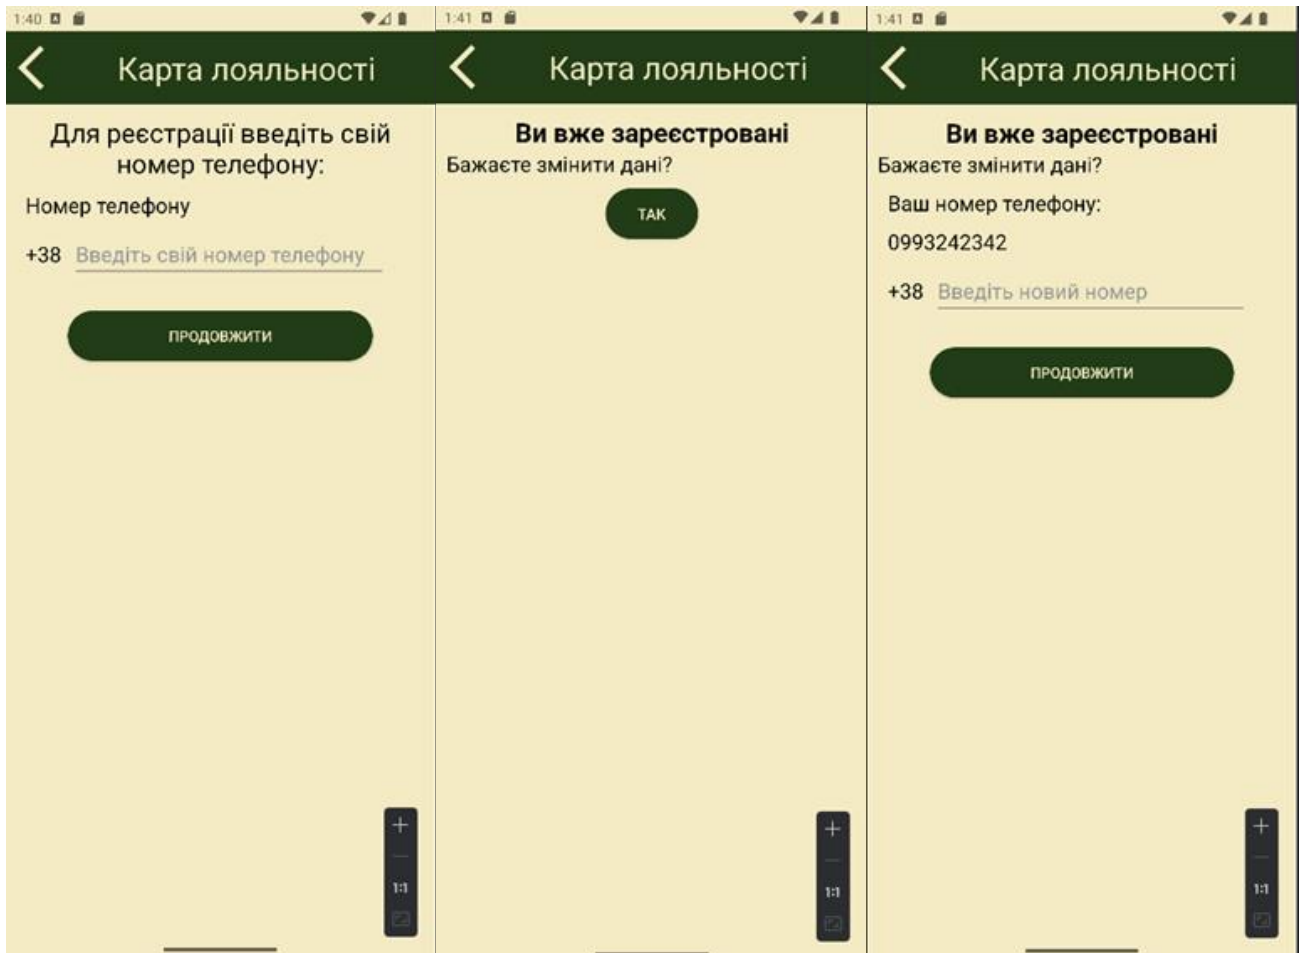 1:40
Карта лояльності
Для реєстрації введіть свій
номер телефону:
Номер телефону
+38 Введіть свій номер телефону
ПРОДОВЖИТИ
1:1
1:41
Карта лояльності
Ви вже зареєстровані
Бажаєте змінити дані?
ТАК
1:1
1:41
Карта лояльності
Ви вже зареєстровані
Бажаєте змінити дані?
Ваш номер телефону:
0993242342
+38 Введіть новий номер
ПРОДОВЖИТИ
1:1